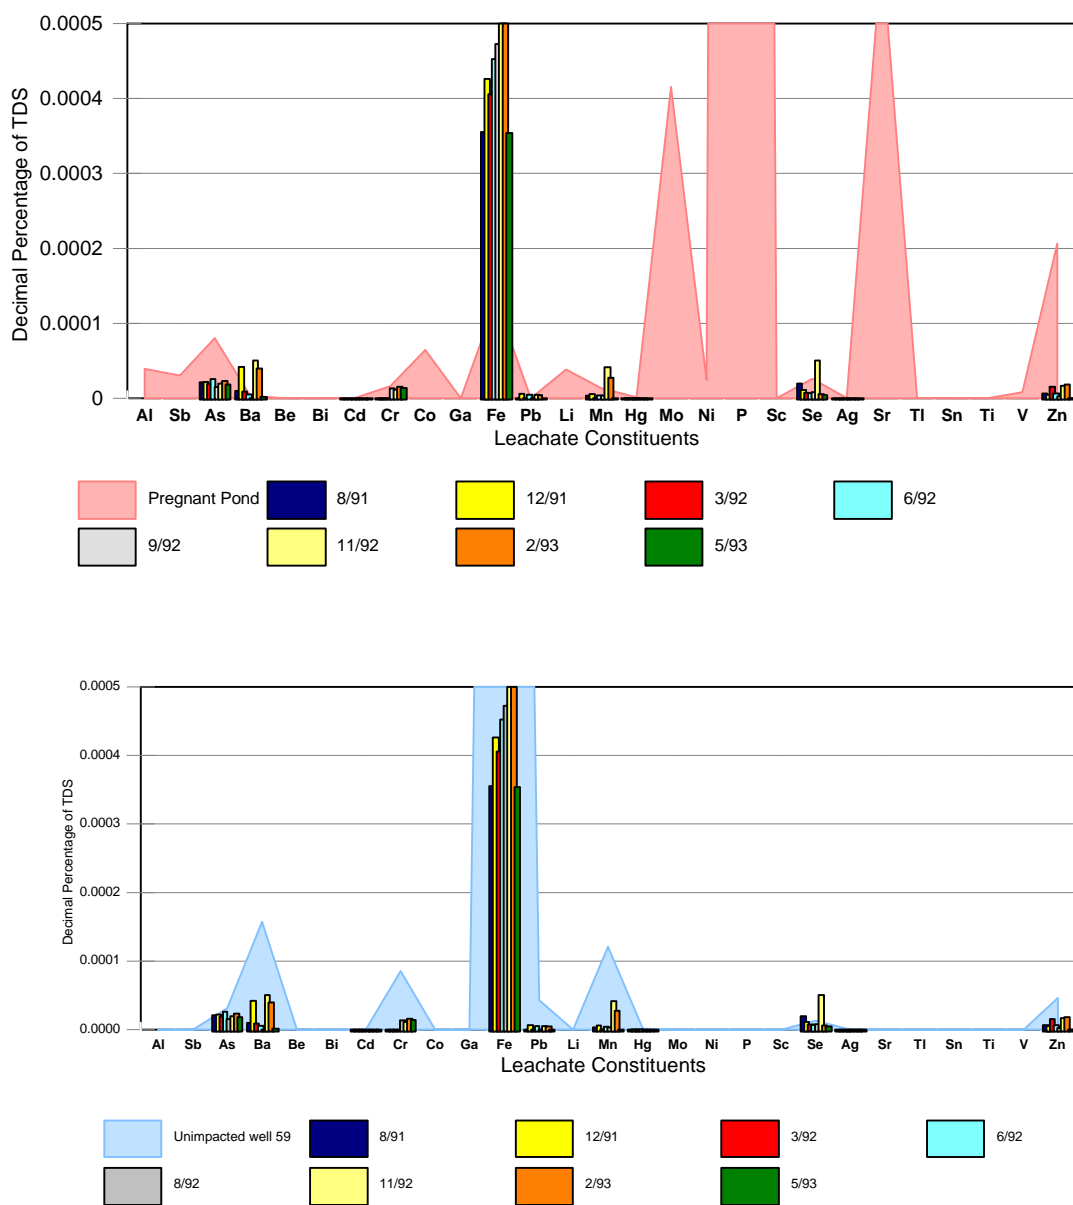 0.0005
0.0004
0.0003
0.0002
0.0001
0
Decimal Percentage of TDS
Al Sb As Ba Be Bi Cd Cr Co Ga Fe Pb Li Mn Hg Mo Ni P Sc Se Ag Sr Tl Sn Ti V Zn
Leachate Constituents
Pregnant Pond 8/91 12/91 3/92 6/92
9/92 11/92 2/93 5/93
0.0005
0.0004
0.0003
0.0002
0.0001
0.0000
Decimal Percentage of TDS
Al Sb As Ba Be Bi Cd Cr Co Ga Fe Pb Li Mn Hg Mo Ni P Sc Se Ag Sr Tl Sn Ti V Zn
Leachate Constituents
Unimpacted well 59 8/91 12/91 3/92 6/92
8/92 11/92 2/93 5/93